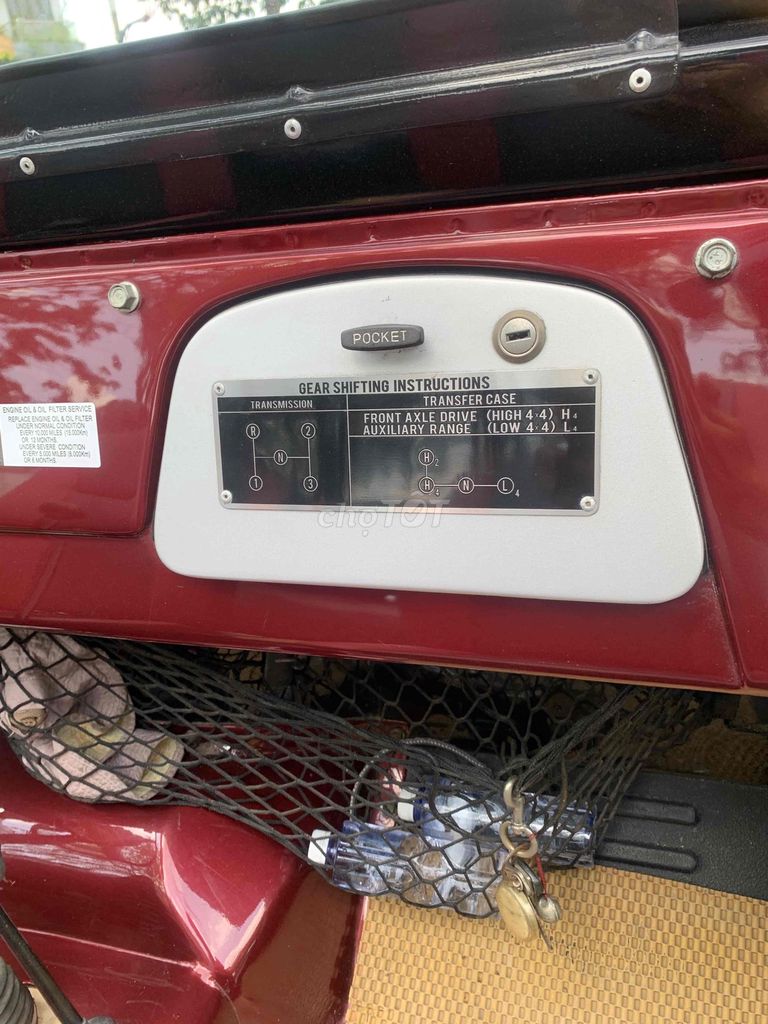 POCKET
GEAR SHIFTING INSTRUCTIONS
TRANSMISSION
R 2
N
1 3
TRANSFER CASE
FRONT AXLE DRIVE (HIGH 4×4) H4
AUXILIARY RANGE (LOW 4×4) L4
H2
H4 N L4
ENGINE OIL & OIL FILTER SERVICE
REPLACE ENGINE OIL & OIL FILTER
UNDER NORMAL CONDITION
EVERY 10,000 MILES (15,000Km)
OR 12 MONTHS.
UNDER SEVERE CONDITION
EVERY 5,000 MILES (8,000Km)
OR 6 MONTHS.
chợTỐT